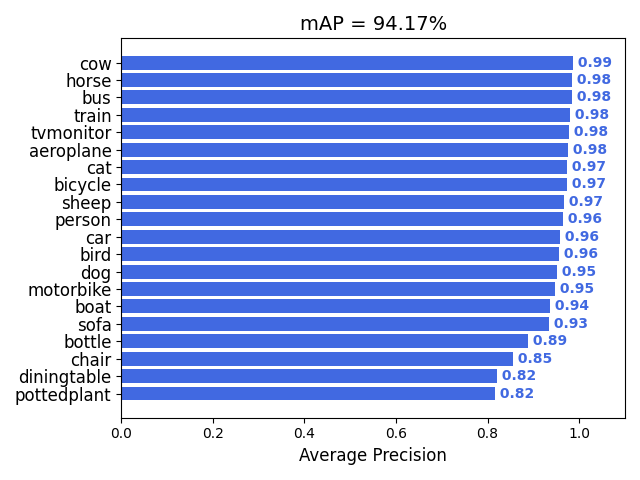 mAP = 94.17%
cow 0.99
horse 0.98
bus 0.98
train 0.98
tvmonitor 0.98
aeroplane 0.98
cat 0.97
bicycle 0.97
sheep 0.97
person 0.96
car 0.96
bird 0.96
dog 0.95
motorbike 0.95
boat 0.94
sofa 0.93
bottle 0.89
chair 0.85
diningtable 0.82
pottedplant 0.82
0.0 0.2 0.4 0.6 0.8 1.0
Average Precision